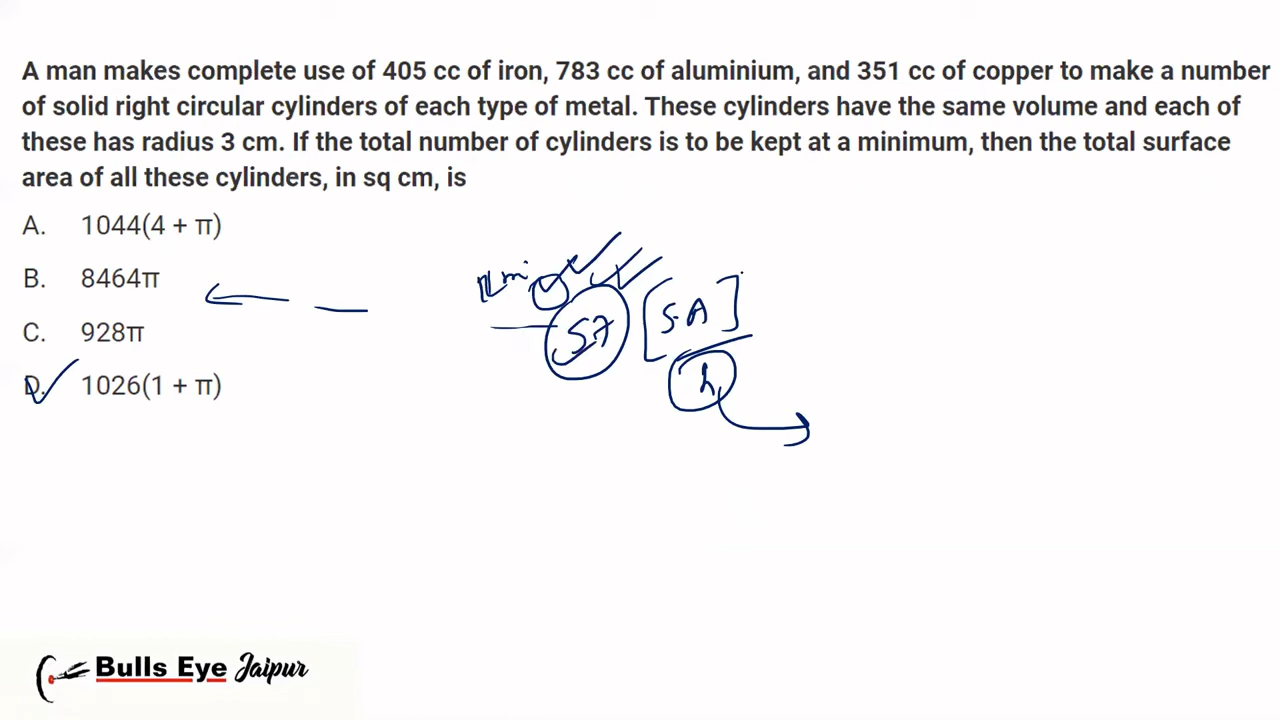 A man makes complete use of 405 cc of iron, 783 cc of aluminium, and 351 cc of copper to make a number
of solid right circular cylinders of each type of metal. These cylinders have the same volume and each of
these has radius 3 cm. If the total number of cylinders is to be kept at a minimum, then the total surface
area of all these cylinders, in sq cm, is
A. 1044(4 + π)
B. 8464π
C. 928π
D. 1026(1 + π)
57 [S.A]
h
Bulls Eye Jaipur